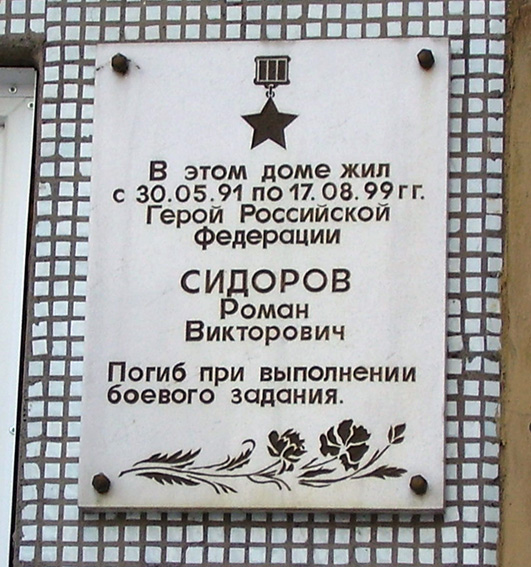 В этом доме жил
с 30.05.91 по 17.08.99 гг.
Герой Российской
федерации
СИДОРОВ
Роман
Викторович
Погиб при выполнении
боевого задания.